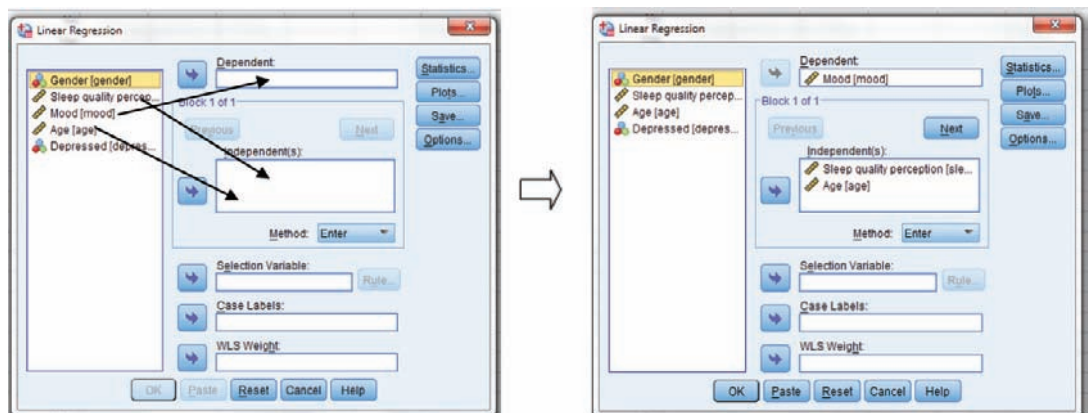 Linear Regression
Gender [gender]
Sleep quality percep...
Mood [mood]
Age [age]
Depressed [depres...
Dependent:
Block 1 of 1
Previous
Next
Independent(s):
Method: Enter
Selection Variable:
Rule...
Case Labels:
WLS Weight:
Statistics...
Plots...
Save...
Options...
OK Paste Reset Cancel Help
Linear Regression
Gender [gender]
Sleep quality percep...
Age [age]
Depressed [depres...
Dependent:
Mood [mood]
Block 1 of 1
Previous
Next
Independent(s):
Sleep quality perception [sle...
Age [age]
Method: Enter
Selection Variable:
Rule...
Case Labels:
WLS Weight:
Statistics...
Plots...
Save...
Options...
OK Paste Reset Cancel Help